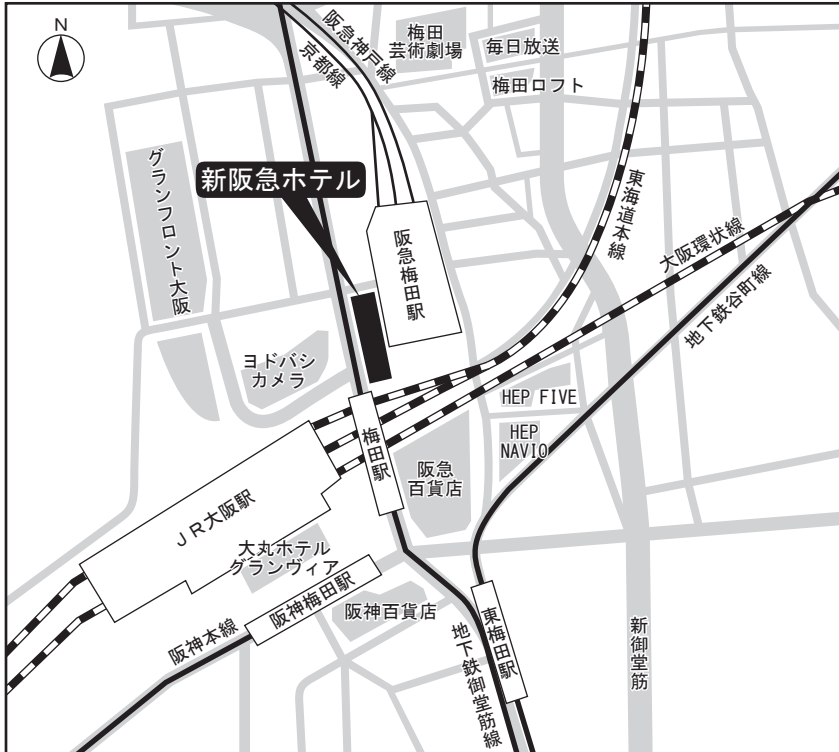 N
阪急神戸線
京都線
梅田
芸術劇場
毎日放送
梅田ロフト
グランフロント大阪
新阪急ホテル
阪急梅田駅
東海道本線
大阪環状線
地下鉄谷町線
ヨドバシ
カメラ
HEP FIVE
HEP
NAVIO
梅田駅
阪急
百貨店
JR大阪駅
大丸ホテル
グランヴィア
阪神梅田駅
阪神百貨店
阪神本線
地下鉄御堂筋線
東梅田駅
新御堂筋